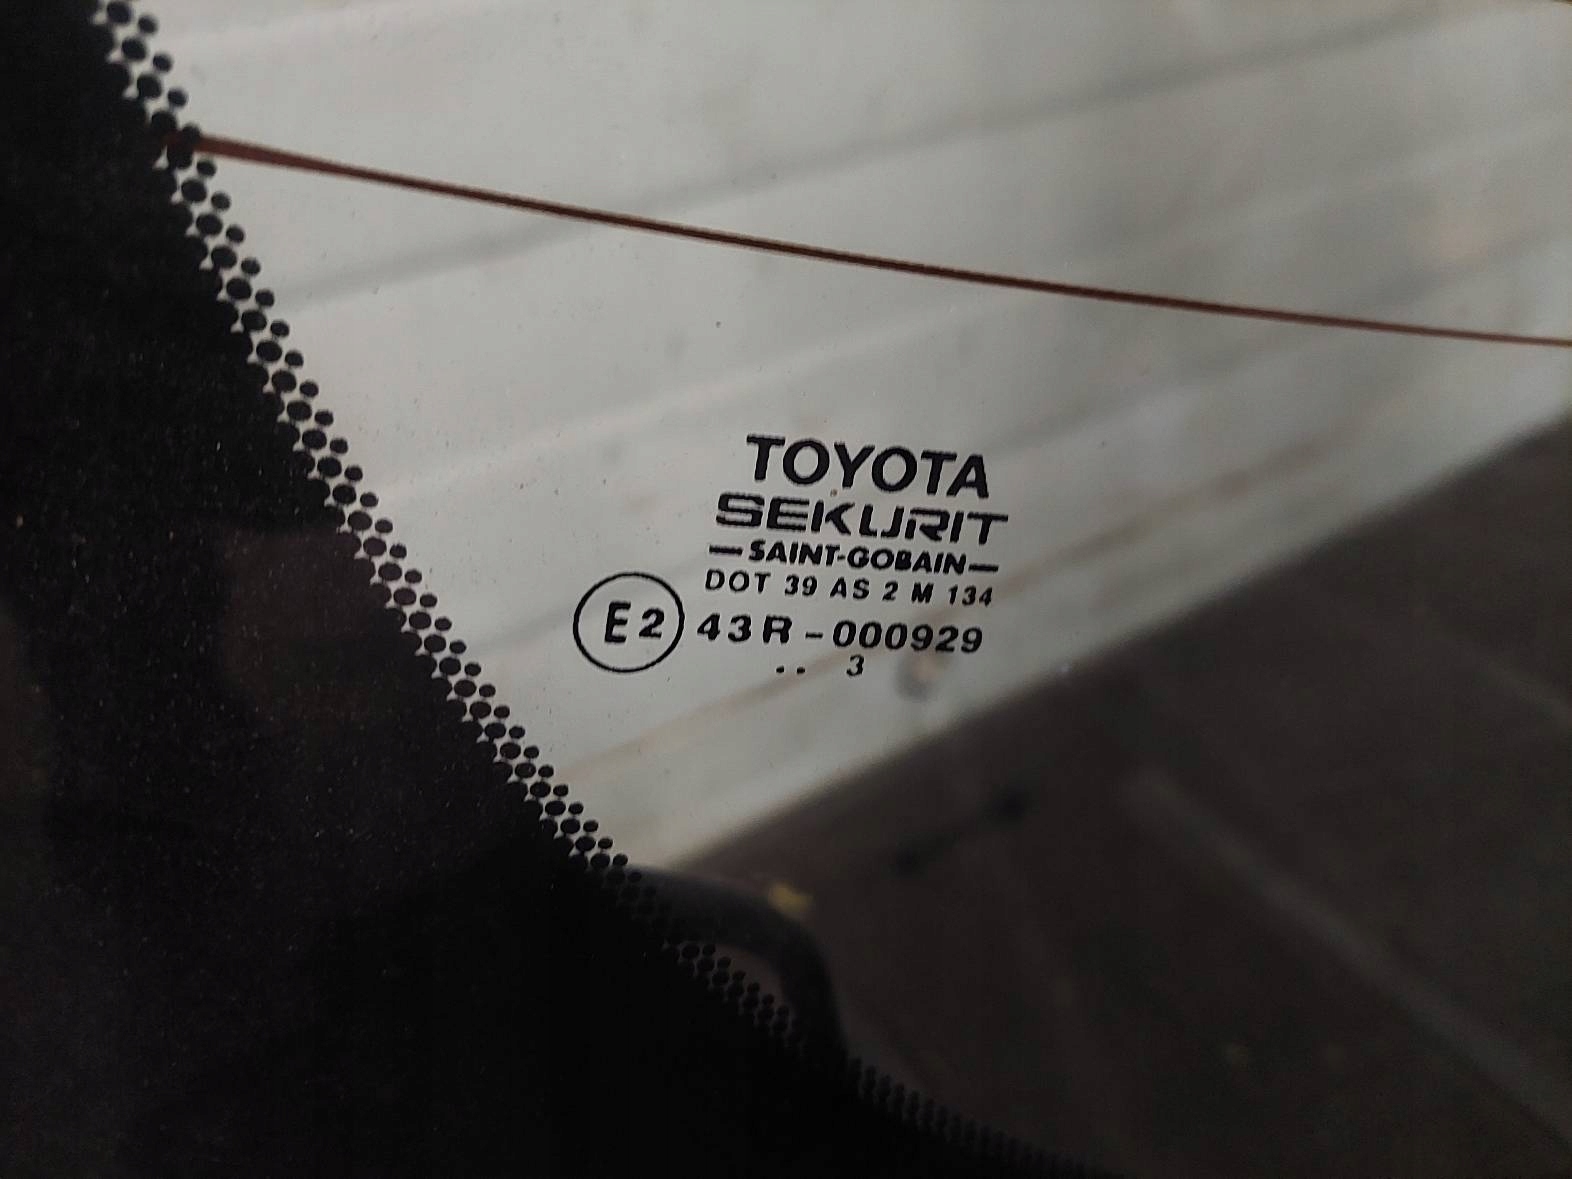 TOYOTA
SEKURIT
—SAINT-GOBAIN—
DOT 39 AS 2 M 134
E2 43R-000929
.. 3